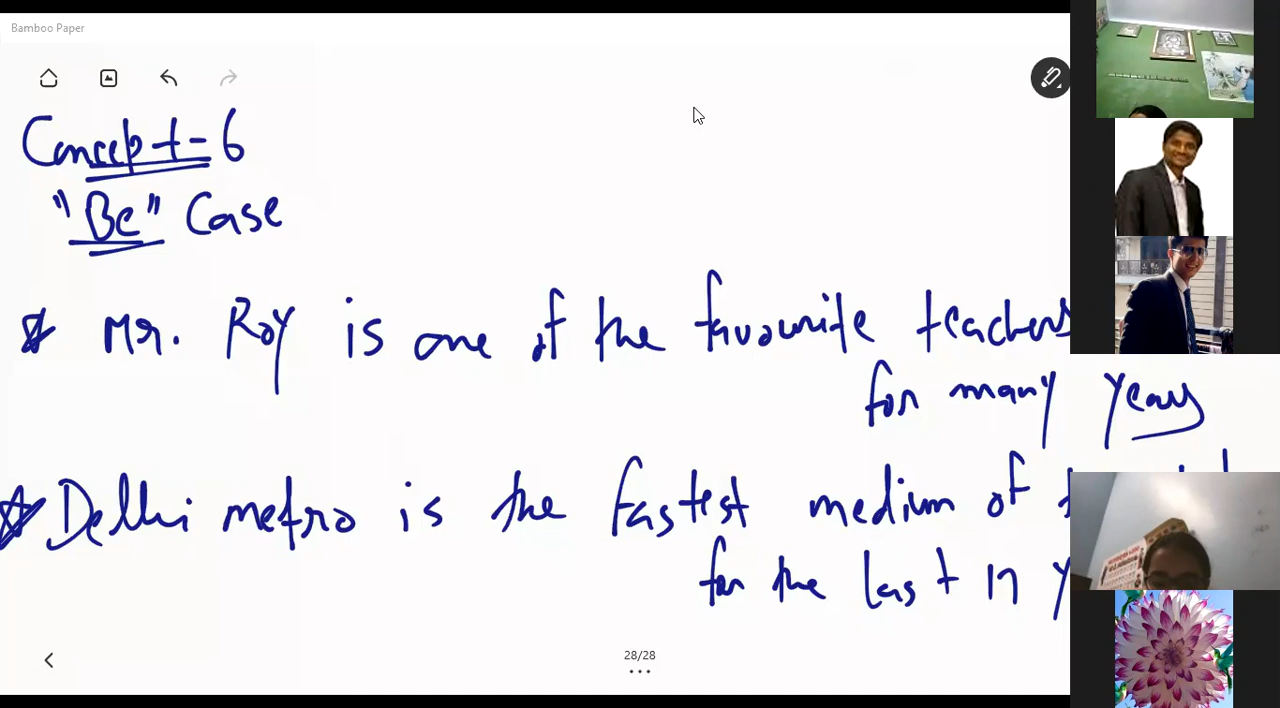 Bamboo Paper
Concept-6
"Be" Case
Mr. Roy is one of the favourite teachers
for many years
Delhi metro is the fastest medium of
for the last 17
28/28